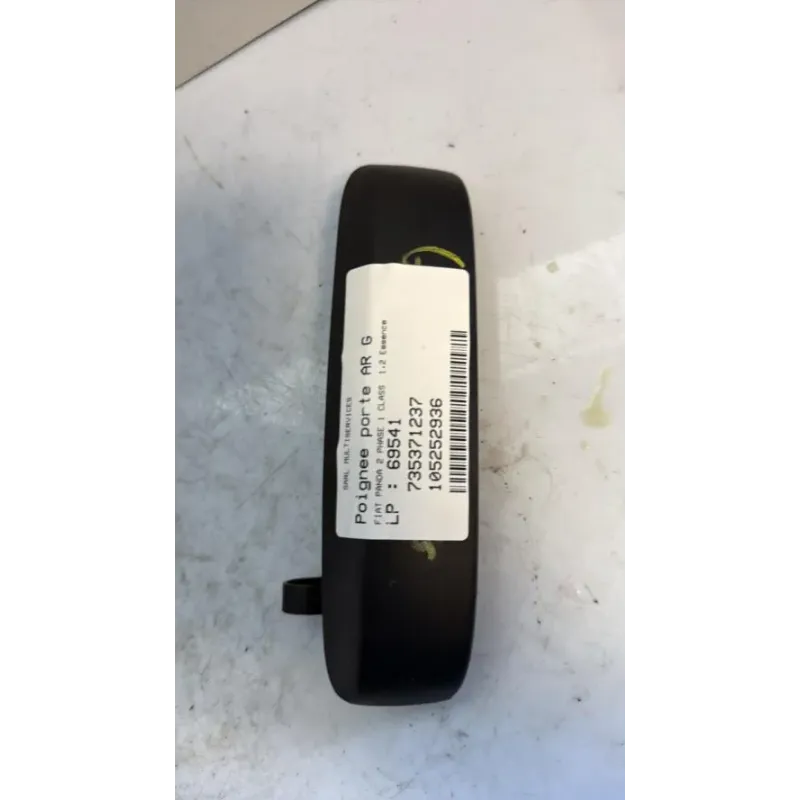 SARL MULTISERVICES
Poignee porte AR G
FIAT PANDA 2 PHASE 1 CLASS 1.2 Essence
LP : 69541
735371237
105252936